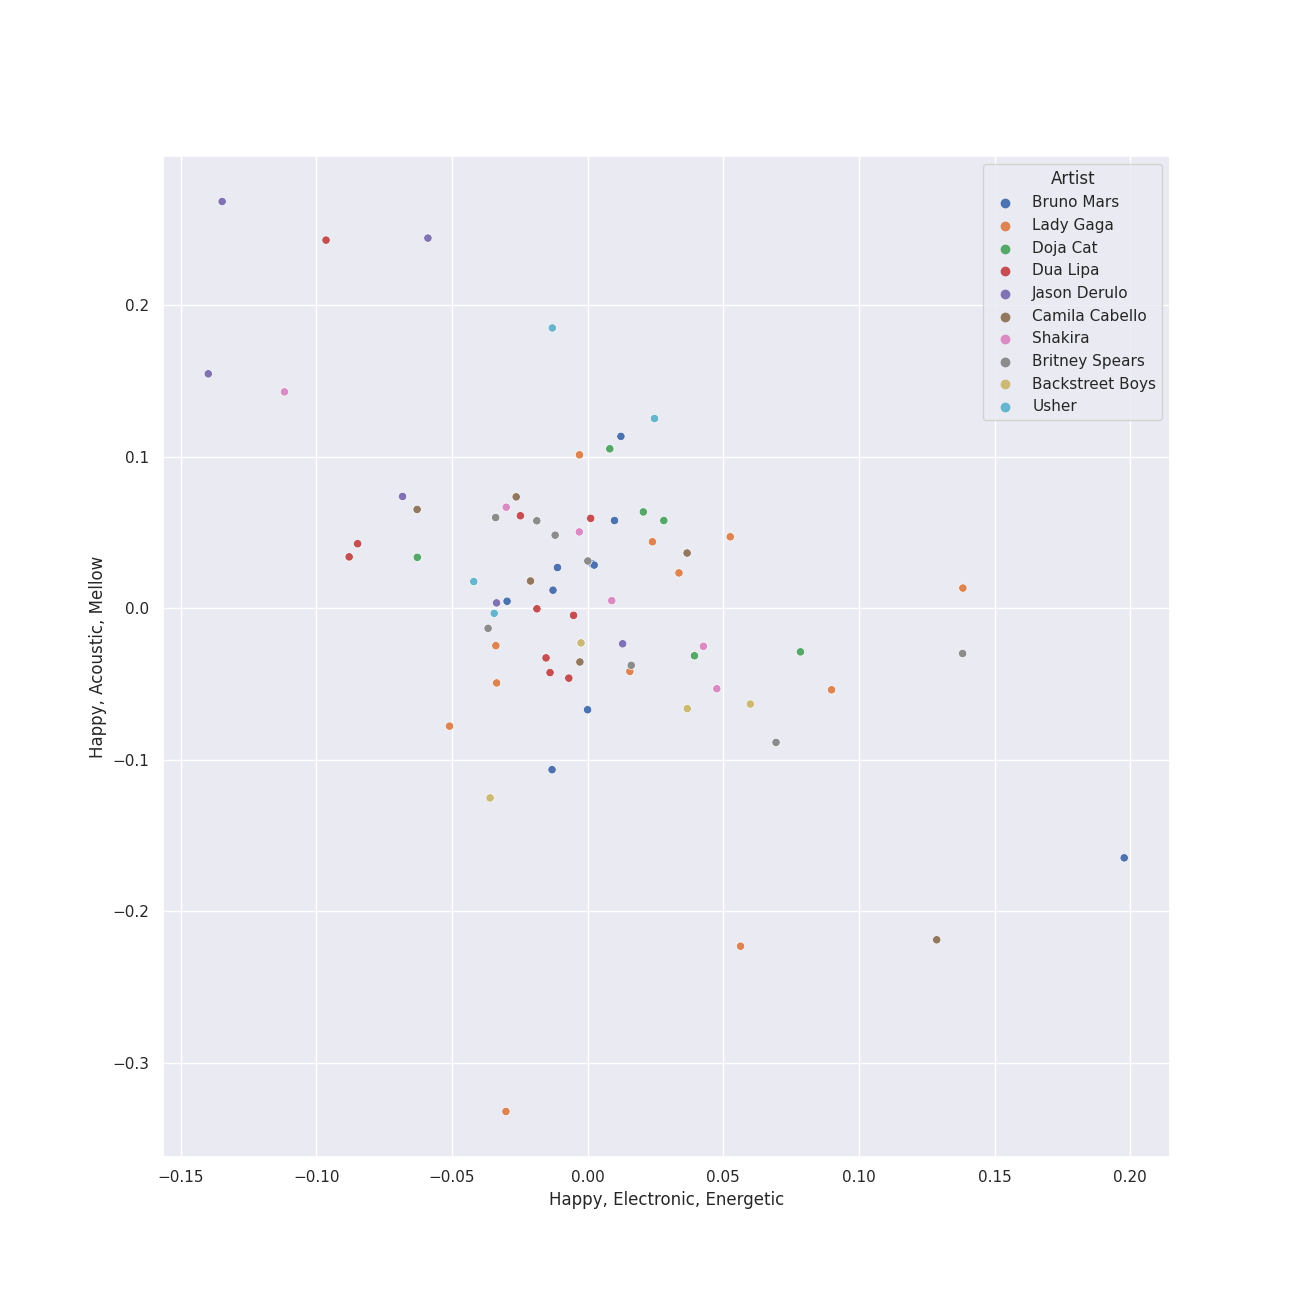 Artist
Bruno Mars
Lady Gaga
Doja Cat
Dua Lipa
Jason Derulo
Camila Cabello
Shakira
Britney Spears
Backstreet Boys
Usher
0.2
0.1
0.0
−0.1
−0.2
−0.3
Happy, Acoustic, Mellow
−0.15 −0.10 −0.05 0.00 0.05 0.10 0.15 0.20
Happy, Electronic, Energetic